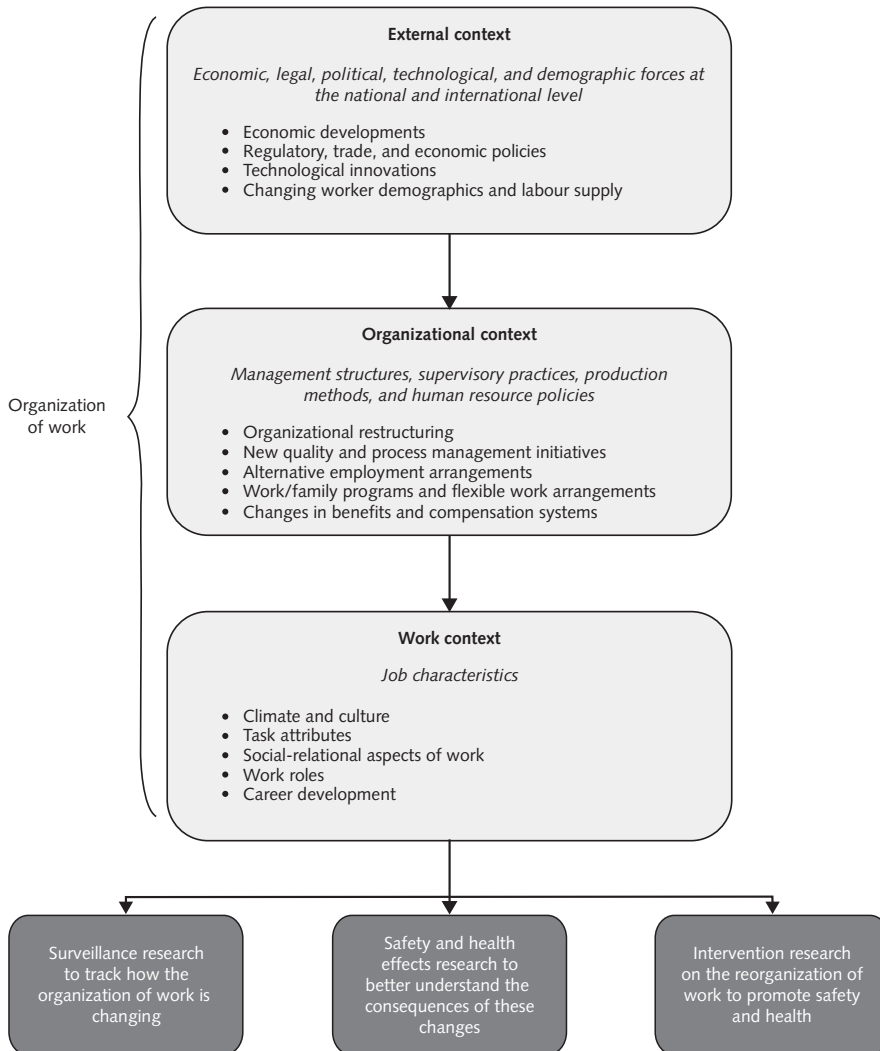 External context
Economic, legal, political, technological, and demographic forces at
the national and international level
• Economic developments
• Regulatory, trade, and economic policies
• Technological innovations
• Changing worker demographics and labour supply
Organizational context
Management structures, supervisory practices, production
methods, and human resource policies
• Organizational restructuring
• New quality and process management initiatives
• Alternative employment arrangements
• Work/family programs and flexible work arrangements
• Changes in benefits and compensation systems
Organization
of work
Work context
Job characteristics
• Climate and culture
• Task attributes
• Social-relational aspects of work
• Work roles
• Career development
Surveillance research
to track how the
organization of work is
changing
Safety and health
effects research to
better understand the
consequences of these
changes
Intervention research
on the reorganization of
work to promote safety
and health